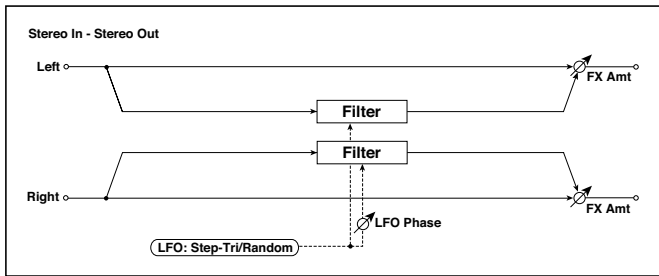 Stereo In - Stereo Out
Left
FX Amt
Filter
Filter
Right
FX Amt
LFO Phase
LFO: Step-Tri/Random